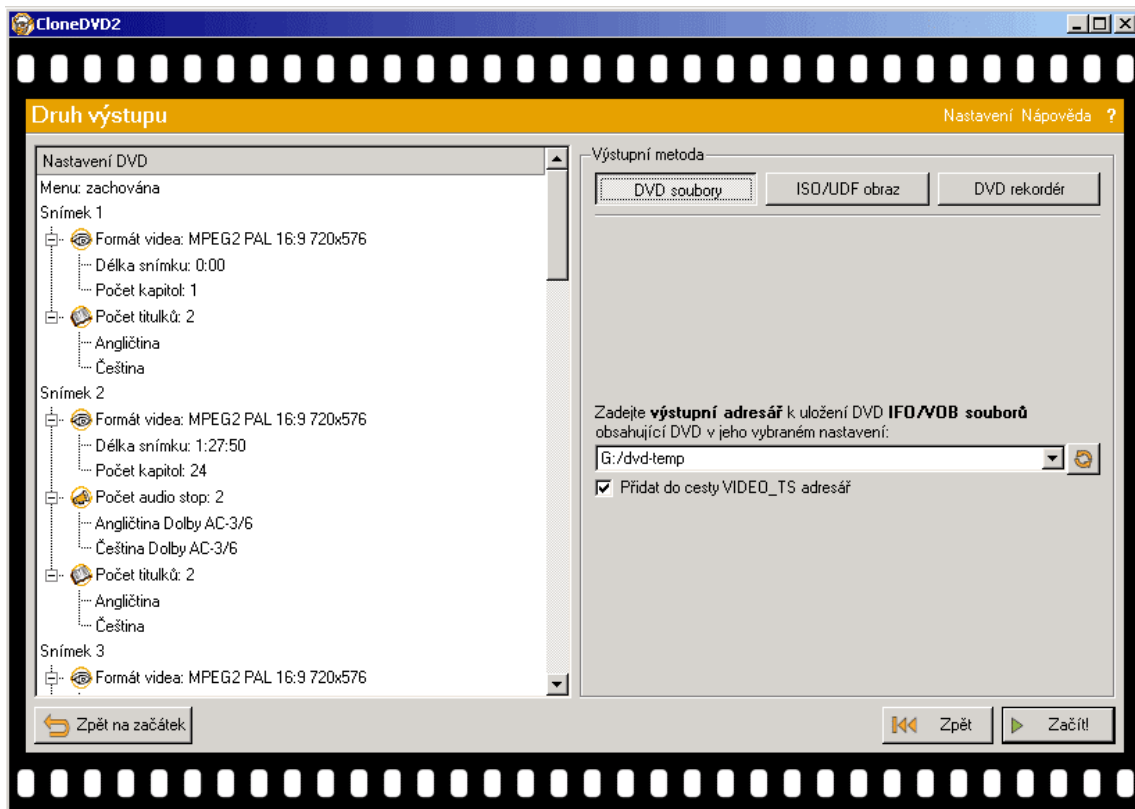 CloneDVD2
Druh výstupu
Nastavení Nápověda ?
Nastavení DVD
Menu: zachována
Snímek 1
Formát videa: MPEG2 PAL 16:9 720x576
Délka snímku: 0:00
Počet kapitol: 1
Počet titulků: 2
Angličtina
Čeština
Snímek 2
Formát videa: MPEG2 PAL 16:9 720x576
Délka snímku: 1:27:50
Počet kapitol: 24
Počet audio stop: 2
Angličtina Dolby AC-3/6
Čeština Dolby AC-3/6
Počet titulků: 2
Angličtina
Čeština
Snímek 3
Formát videa: MPEG2 PAL 16:9 720x576
Výstupní metoda
DVD soubory
ISO/UDF obraz
DVD rekordér
Zadejte výstupní adresář k uložení DVD IFO/VOB souborů
obsahující DVD v jeho vybraném nastavení:
G:/dvd-temp
Přidat do cesty VIDEO_TS adresář
Zpět na začátek
Zpět
Začít!